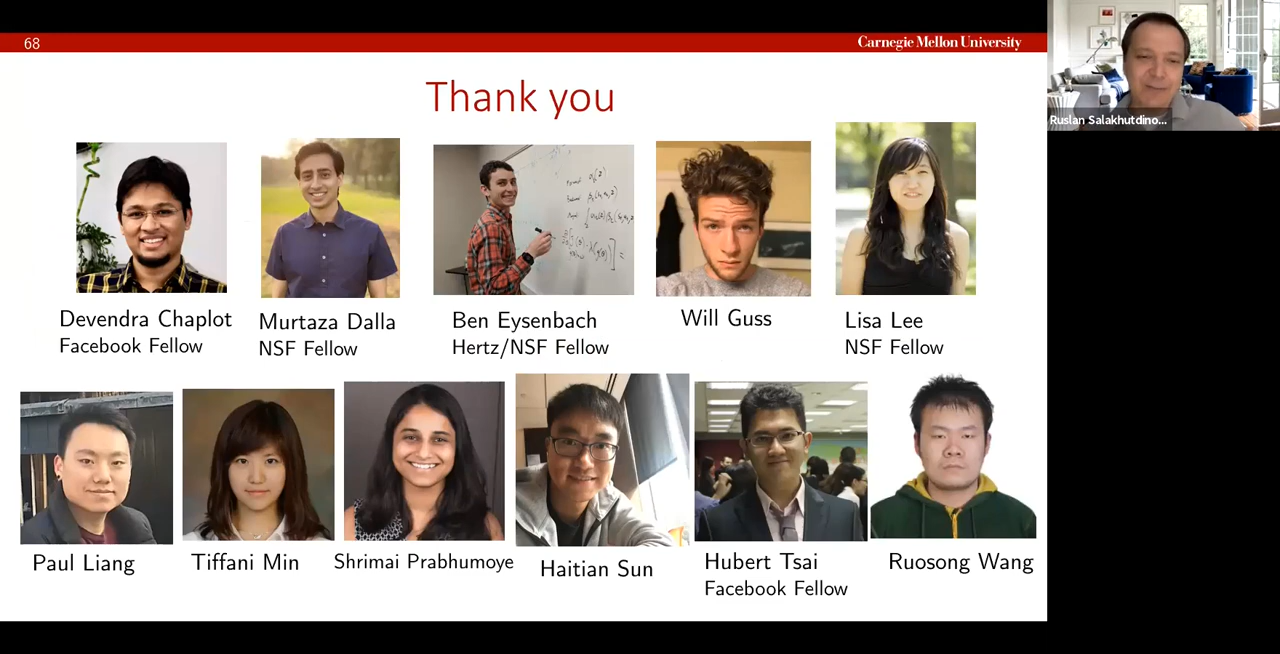 68
Carnegie Mellon University
Ruslan Salakhutdino...
Thank you
Devendra Chaplot
Facebook Fellow
Murtaza Dalla
NSF Fellow
Ben Eysenbach
Hertz/NSF Fellow
Will Guss
Lisa Lee
NSF Fellow
Paul Liang
Tiffani Min
Shrimai Prabhumoye
Haitian Sun
Hubert Tsai
Facebook Fellow
Ruosong Wang